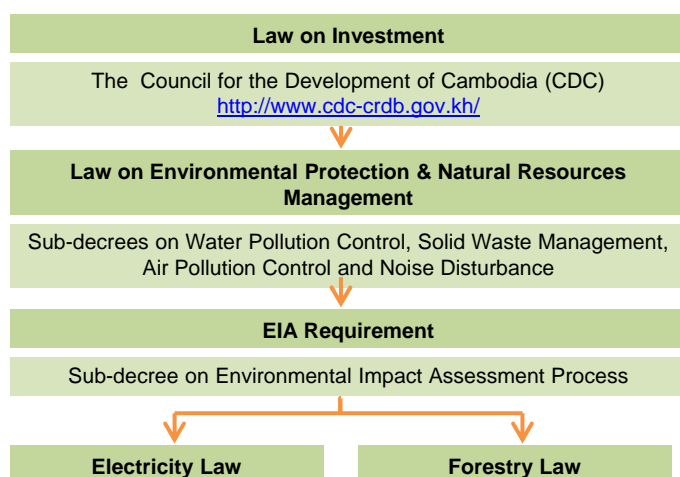 Law on Investment
The Council for the Development of Cambodia (CDC)
http://www.cdc-crdb.gov.kh/
Law on Environmental Protection & Natural Resources
Management
Sub-decrees on Water Pollution Control, Solid Waste Management,
Air Pollution Control and Noise Disturbance
EIA Requirement
Sub-decree on Environmental Impact Assessment Process
Electricity Law
Forestry Law